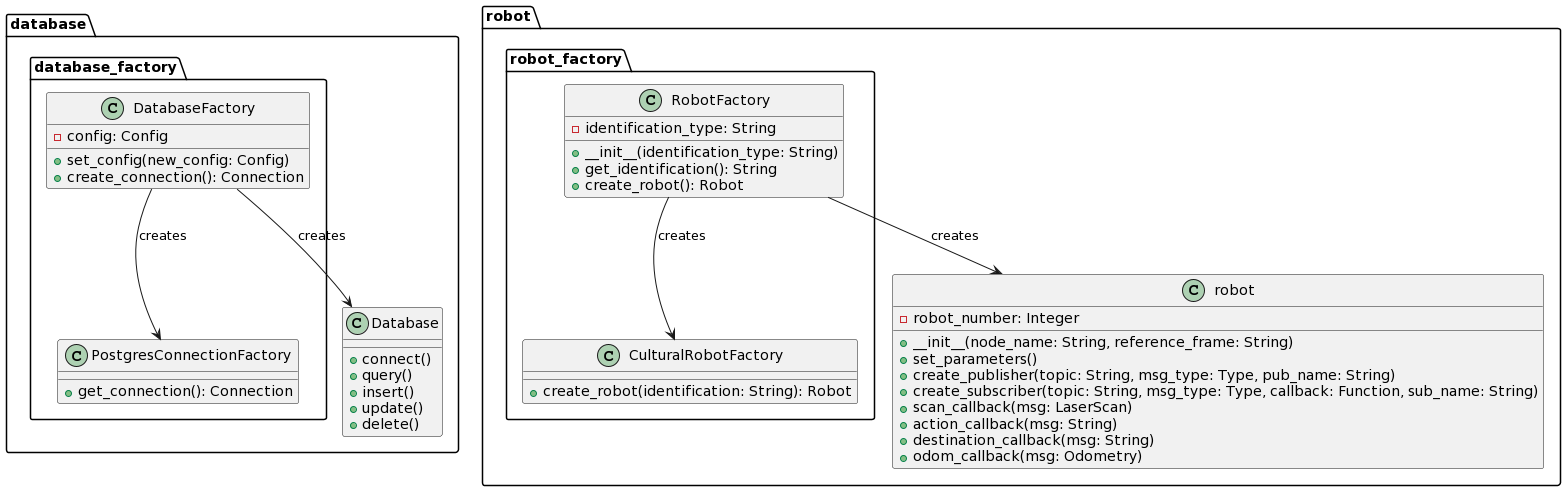 database
database_factory
C DatabaseFactory
config: Config
set_config(new_config: Config)
create_connection(): Connection
creates
creates
C PostgresConnectionFactory
get_connection(): Connection
C Database
connect()
query()
insert()
update()
delete()
robot
robot_factory
C RobotFactory
identification_type: String
__init__(identification_type: String)
get_identification(): String
create_robot(): Robot
creates
creates
C CulturalRobotFactory
create_robot(identification: String): Robot
C robot
robot_number: Integer
__init__(node_name: String, reference_frame: String)
set_parameters()
create_publisher(topic: String, msg_type: Type, pub_name: String)
create_subscriber(topic: String, msg_type: Type, callback: Function, sub_name: String)
scan_callback(msg: LaserScan)
action_callback(msg: String)
destination_callback(msg: String)
odom_callback(msg: Odometry)